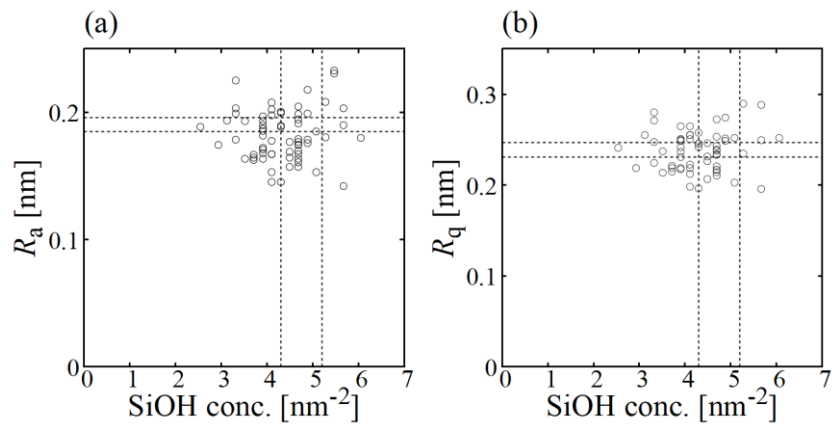 (a)
0.2
0.1
0
Rₐ [nm]
0 1 2 3 4 5 6 7
SiOH conc. [nm⁻²]
(b)
0.3
0.2
0.1
0
R_q [nm]
0 1 2 3 4 5 6 7
SiOH conc. [nm⁻²]